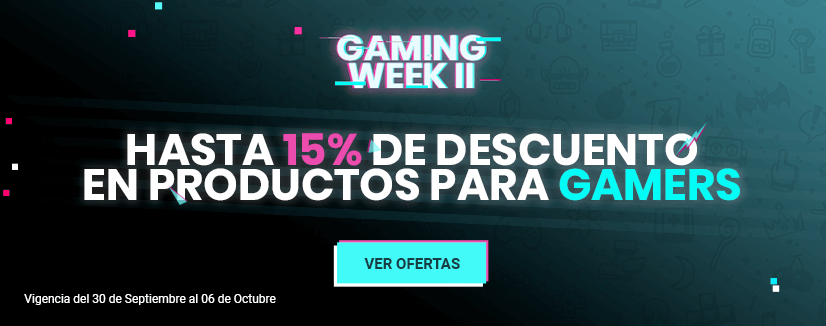 GAMING
WEEK II
HASTA 15% DE DESCUENTO
EN PRODUCTOS PARA GAMERS
VER OFERTAS
Vigencia del 30 de Septiembre al 06 de Octubre